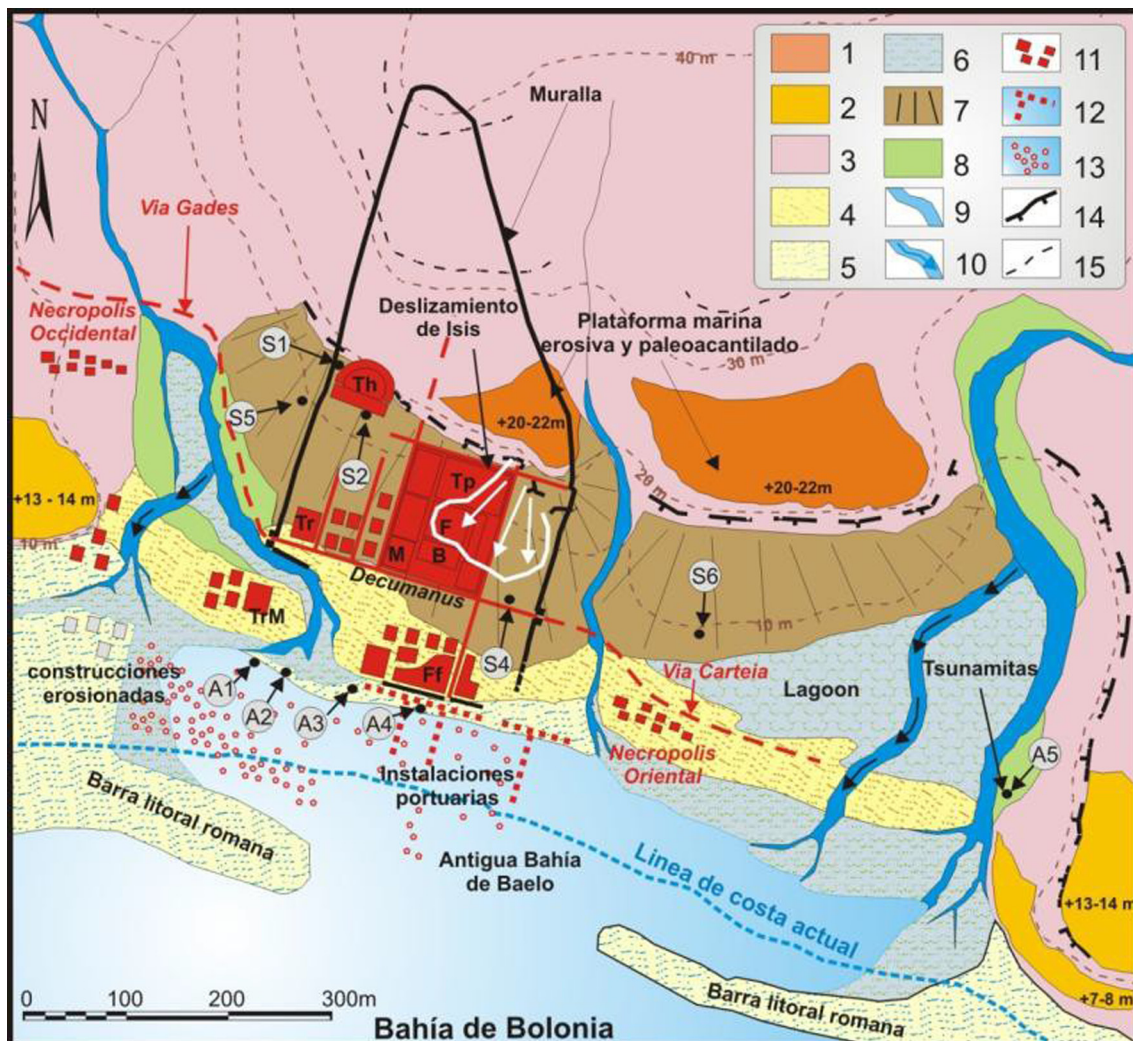 40 m
Muralla
1
6
11
2
7
12
3
8
13
4
9
14
5
10
15
N
Via Gades
Necropolis
Occidental
Deslizamiento
de Isis
Plataforma marina
erosiva y paleoacantilado
30 m
S1
Th
S5
S2
+20-22m
+20-22m
20 m
Tp
+13 - 14 m
10 m
Tr
F
M
B
Decumanus
S6
10 m
TrM
S4
Via Carteia
Tsunamitas
Lagoon
construcciones
erosionadas
Ff
A1
A2
A3
A4
Necropolis
Oriental
A5
Instalaciones
portuarias
Barra litoral romana
Antigua Bahía
de Baelo
Linea de costa actual
+13-14 m
+7-8 m
0 100 200 300m
Barra litoral romana
Bahía de Bolonia